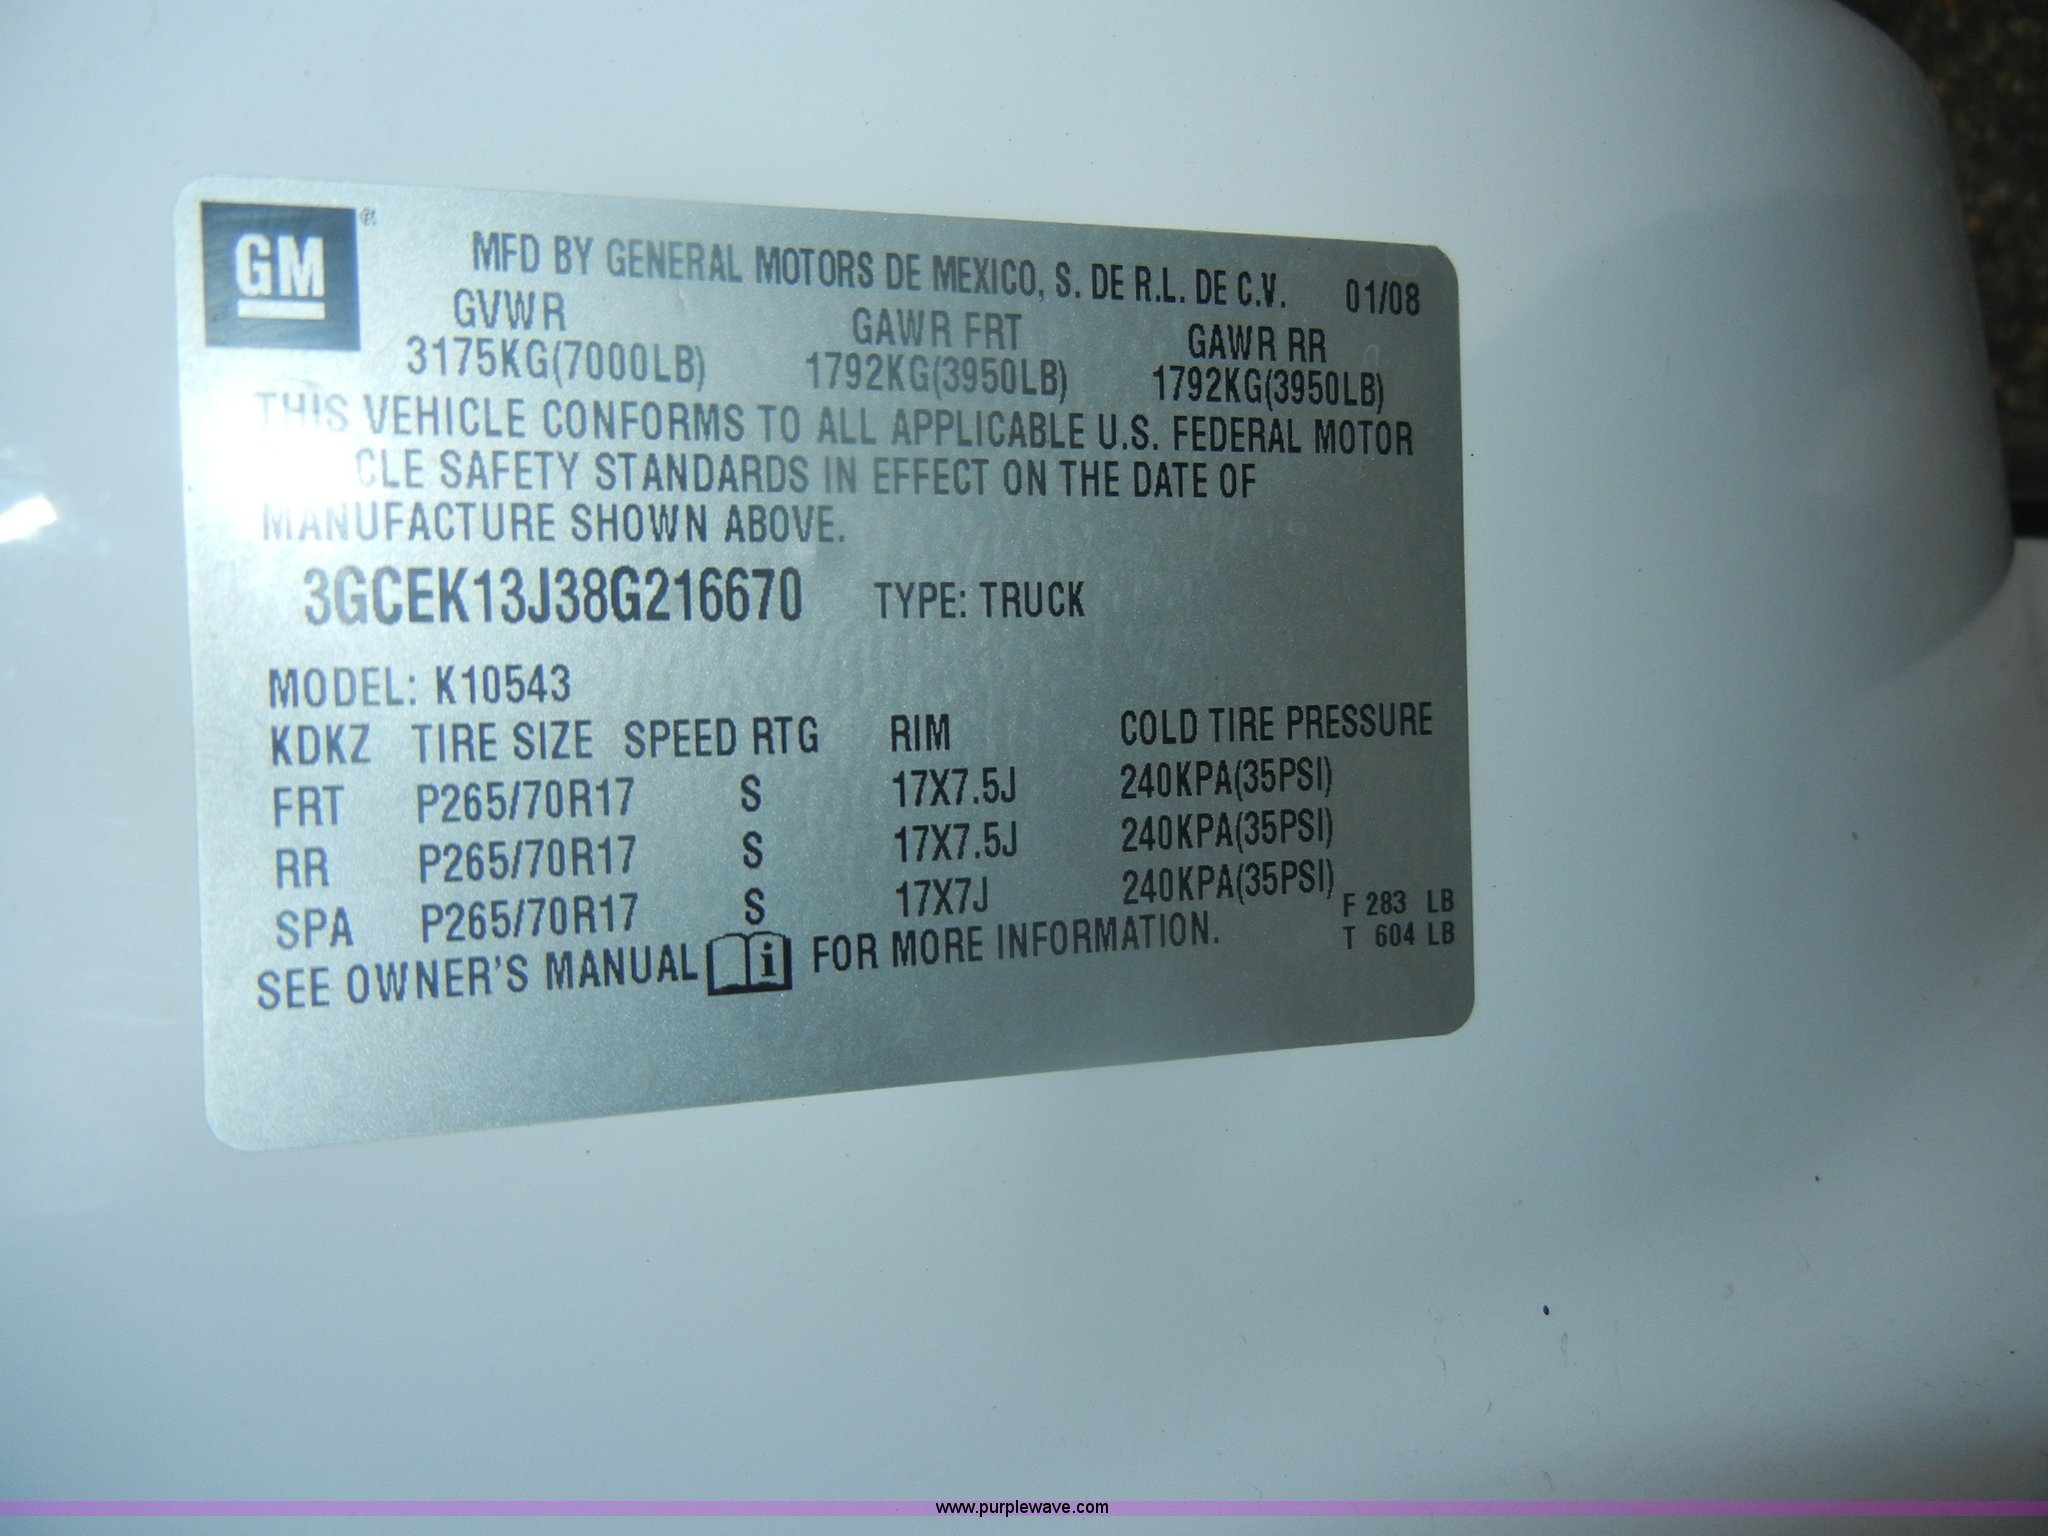 GM ®
MFD BY GENERAL MOTORS DE MEXICO, S. DE R.L. DE C.V. 01/08
GVWR GAWR FRT GAWR RR
3175KG(7000LB) 1792KG(3950LB) 1792KG(3950LB)
THIS VEHICLE CONFORMS TO ALL APPLICABLE U.S. FEDERAL MOTOR
CLE SAFETY STANDARDS IN EFFECT ON THE DATE OF
MANUFACTURE SHOWN ABOVE.
3GCEK13J38G216670 TYPE: TRUCK
MODEL: K10543
KDKZ TIRE SIZE SPEED RTG RIM COLD TIRE PRESSURE
FRT P265/70R17 S 17X7.5J 240KPA(35PSI)
RR P265/70R17 S 17X7.5J 240KPA(35PSI)
SPA P265/70R17 S 17X7J 240KPA(35PSI)
F 283 LB
T 604 LB
SEE OWNER'S MANUAL i FOR MORE INFORMATION.
www.purplewave.com